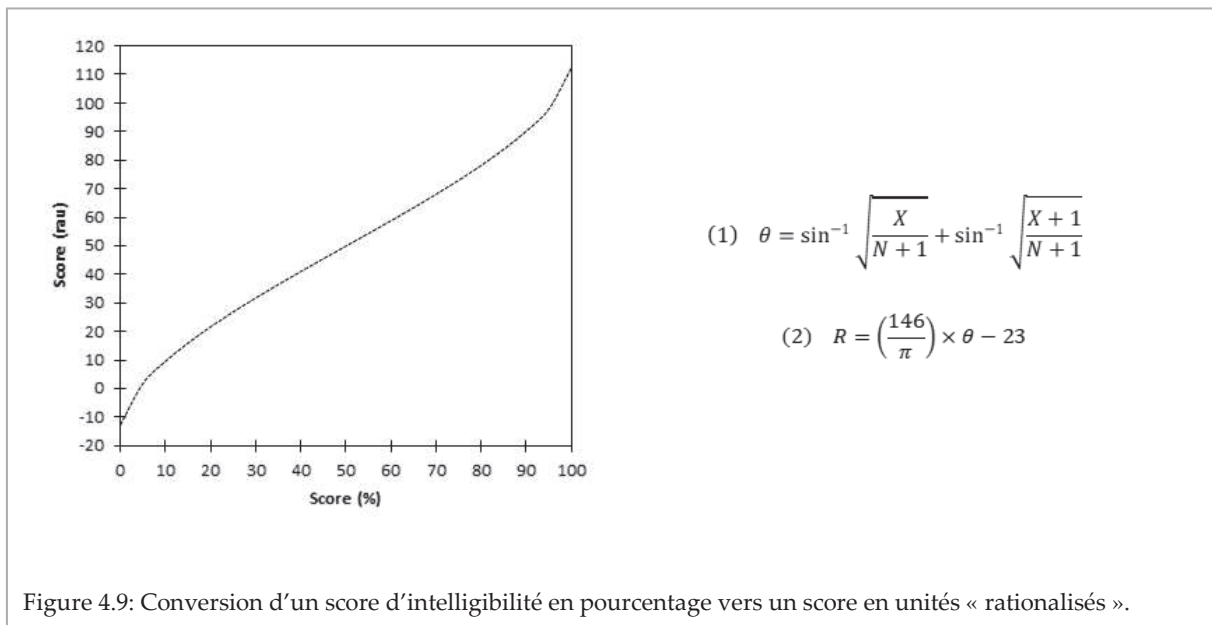 120
110
100
90
80
70
60
50
40
30
20
10
0
-10
-20
Score (rau)
0 10 20 30 40 50 60 70 80 90 100
Score (%)
(1) θ = sin⁻¹ √(X/(N + 1)) + sin⁻¹ √((X + 1)/(N + 1))
(2) R = (146/π) × θ − 23
Figure 4.9: Conversion d'un score d'intelligibilité en pourcentage vers un score en unités « rationalisés ».